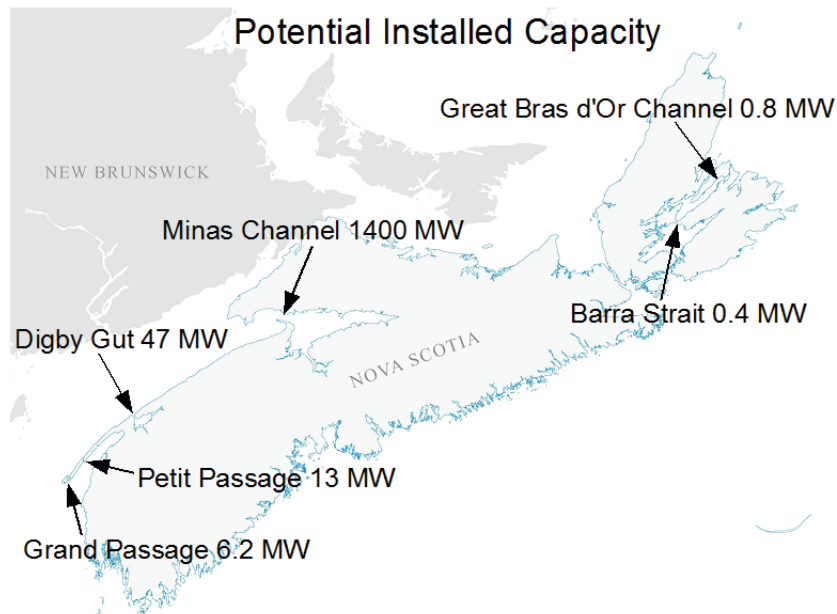 Potential Installed Capacity
Great Bras d'Or Channel 0.8 MW
NEW BRUNSWICK
Minas Channel 1400 MW
Barra Strait 0.4 MW
Digby Gut 47 MW
NOVA SCOTIA
Petit Passage 13 MW
Grand Passage 6.2 MW